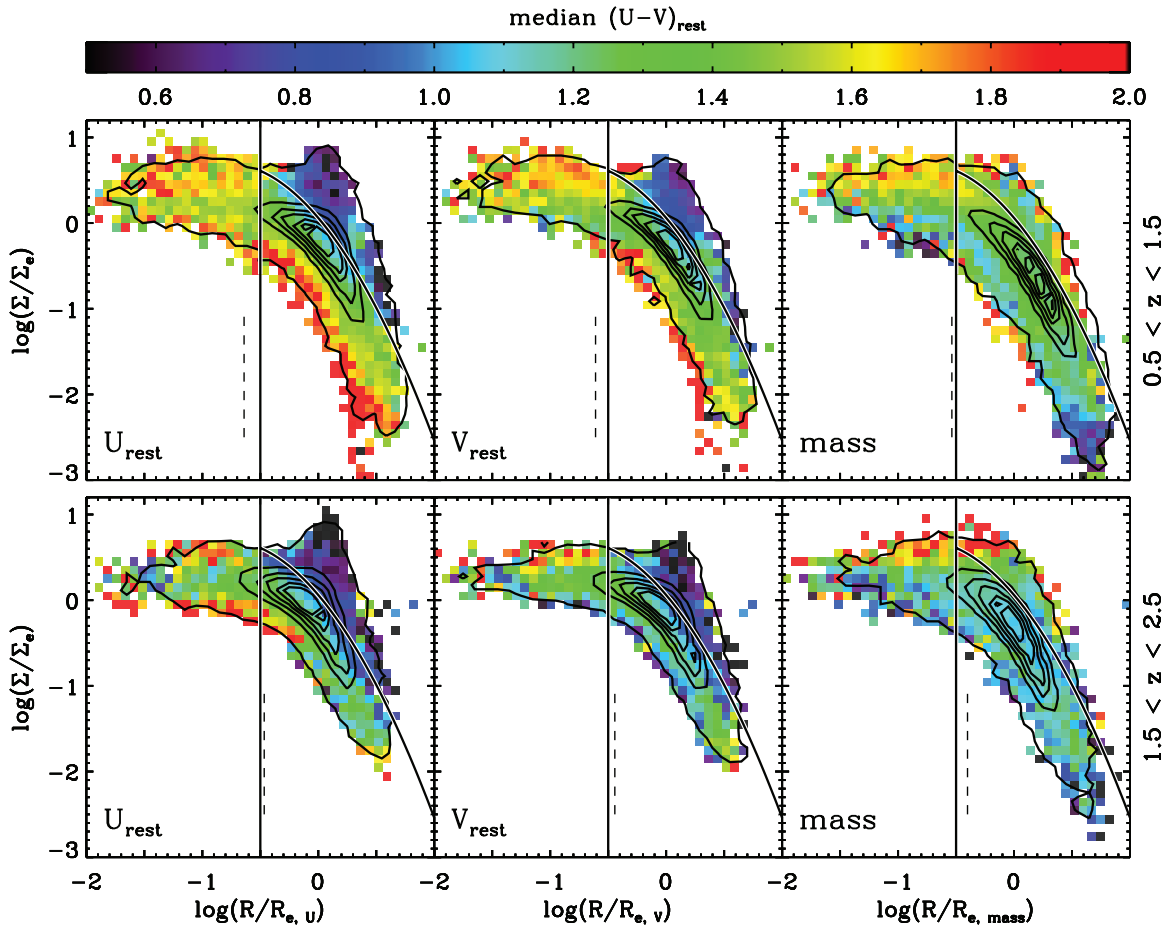 median (U−V)rest
0.6 0.8 1.0 1.2 1.4 1.6 1.8 2.0
1
0
−1
−2
−3
log(Σ/Σe)
Urest
Vrest
mass
0.5 < z < 1.5
1
0
−1
−2
−3
log(Σ/Σe)
Urest
Vrest
mass
1.5 < z < 2.5
−2 −1 0 −2 −1 0 −2 −1 0
log(R/Re, U)
log(R/Re, V)
log(R/Re, mass)